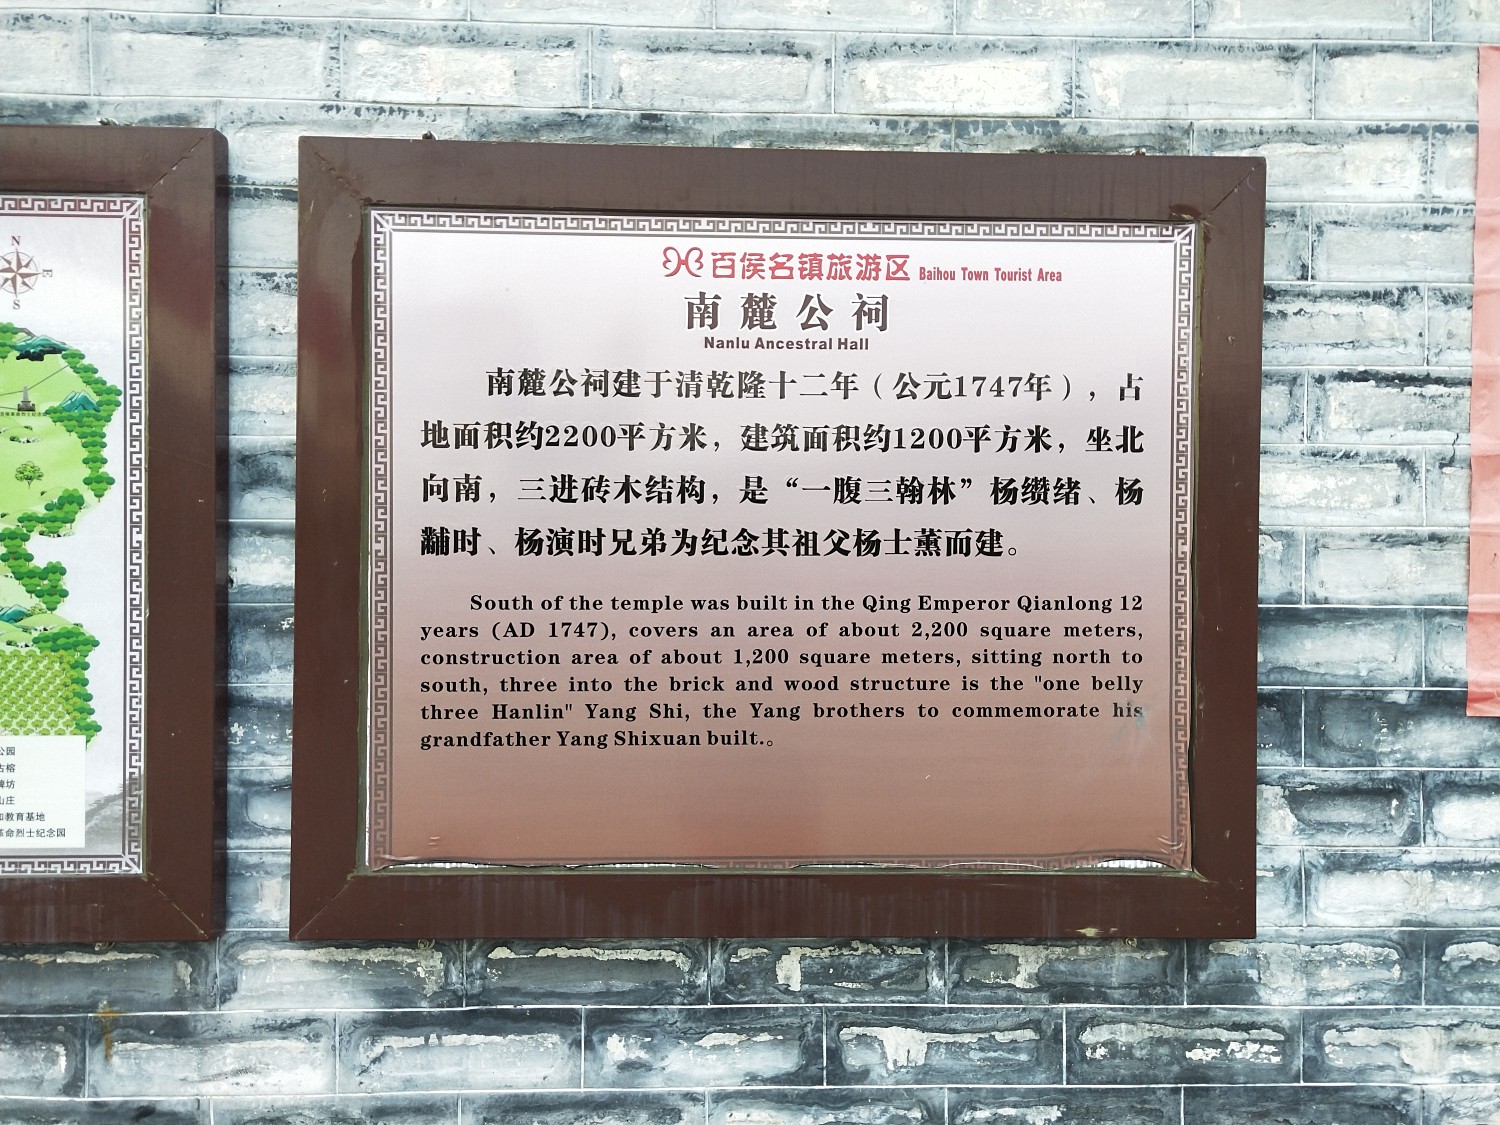 百侯名镇旅游区 Baihou Town Tourist Area
南麓公祠
Nanlu Ancestral Hall
南麓公祠建于清乾隆十二年（公元1747年），占
地面积约2200平方米，建筑面积约1200平方米，坐北
向南，三进砖木结构，是“一腹三翰林”杨缵绪、杨
黼时、杨演时兄弟为纪念其祖父杨士薰而建。
South of the temple was built in the Qing Emperor Qianlong 12
years (AD 1747), covers an area of about 2,200 square meters,
construction area of about 1,200 square meters, sitting north to
south, three into the brick and wood structure is the "one belly
three Hanlin" Yang Shi, the Yang brothers to commemorate his
grandfather Yang Shixuan built.。
N
E
S
公园
古榕
牌坊
山庄
和教育基地
革命烈士纪念园